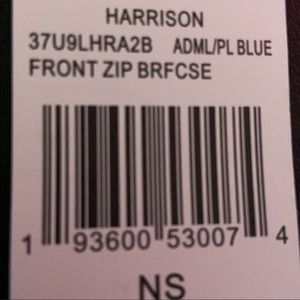 HARRISON
37U9LHRA2B ADML/PL BLUE
FRONT ZIP BRFCSE
1 93600 53007 4
NS